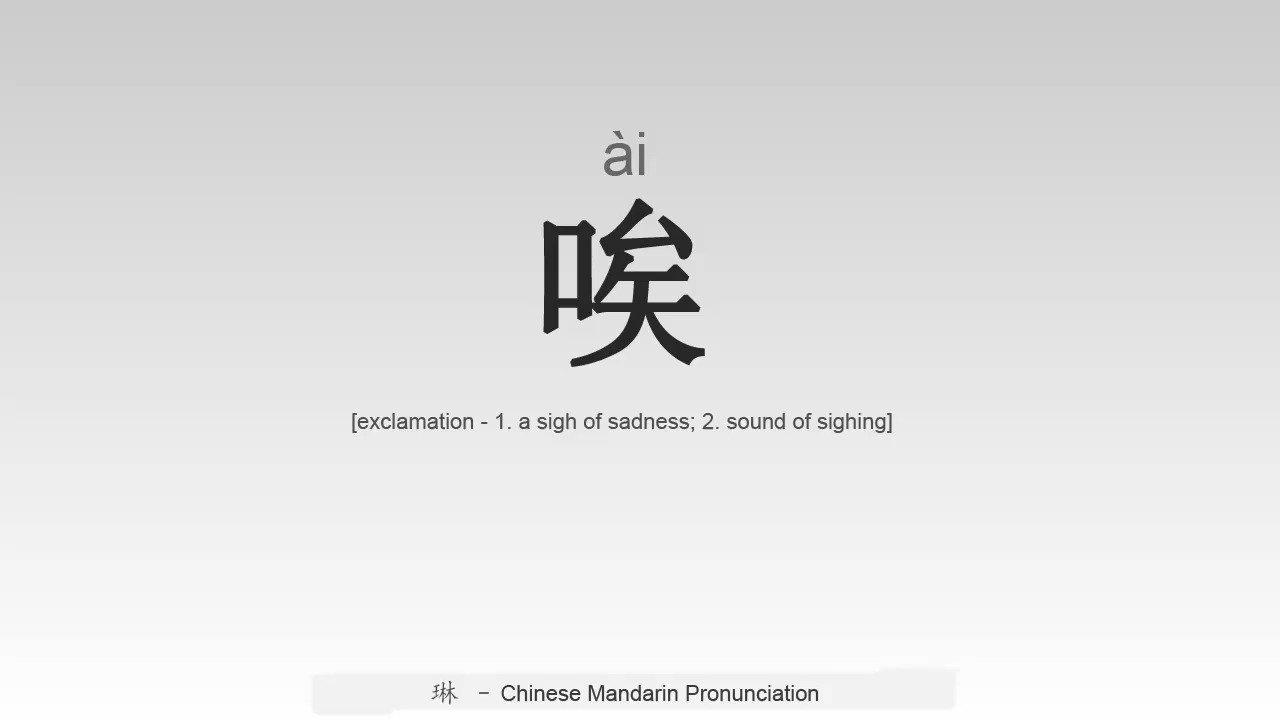 ài
唉
[exclamation - 1. a sigh of sadness; 2. sound of sighing]
琳 - Chinese Mandarin Pronunciation